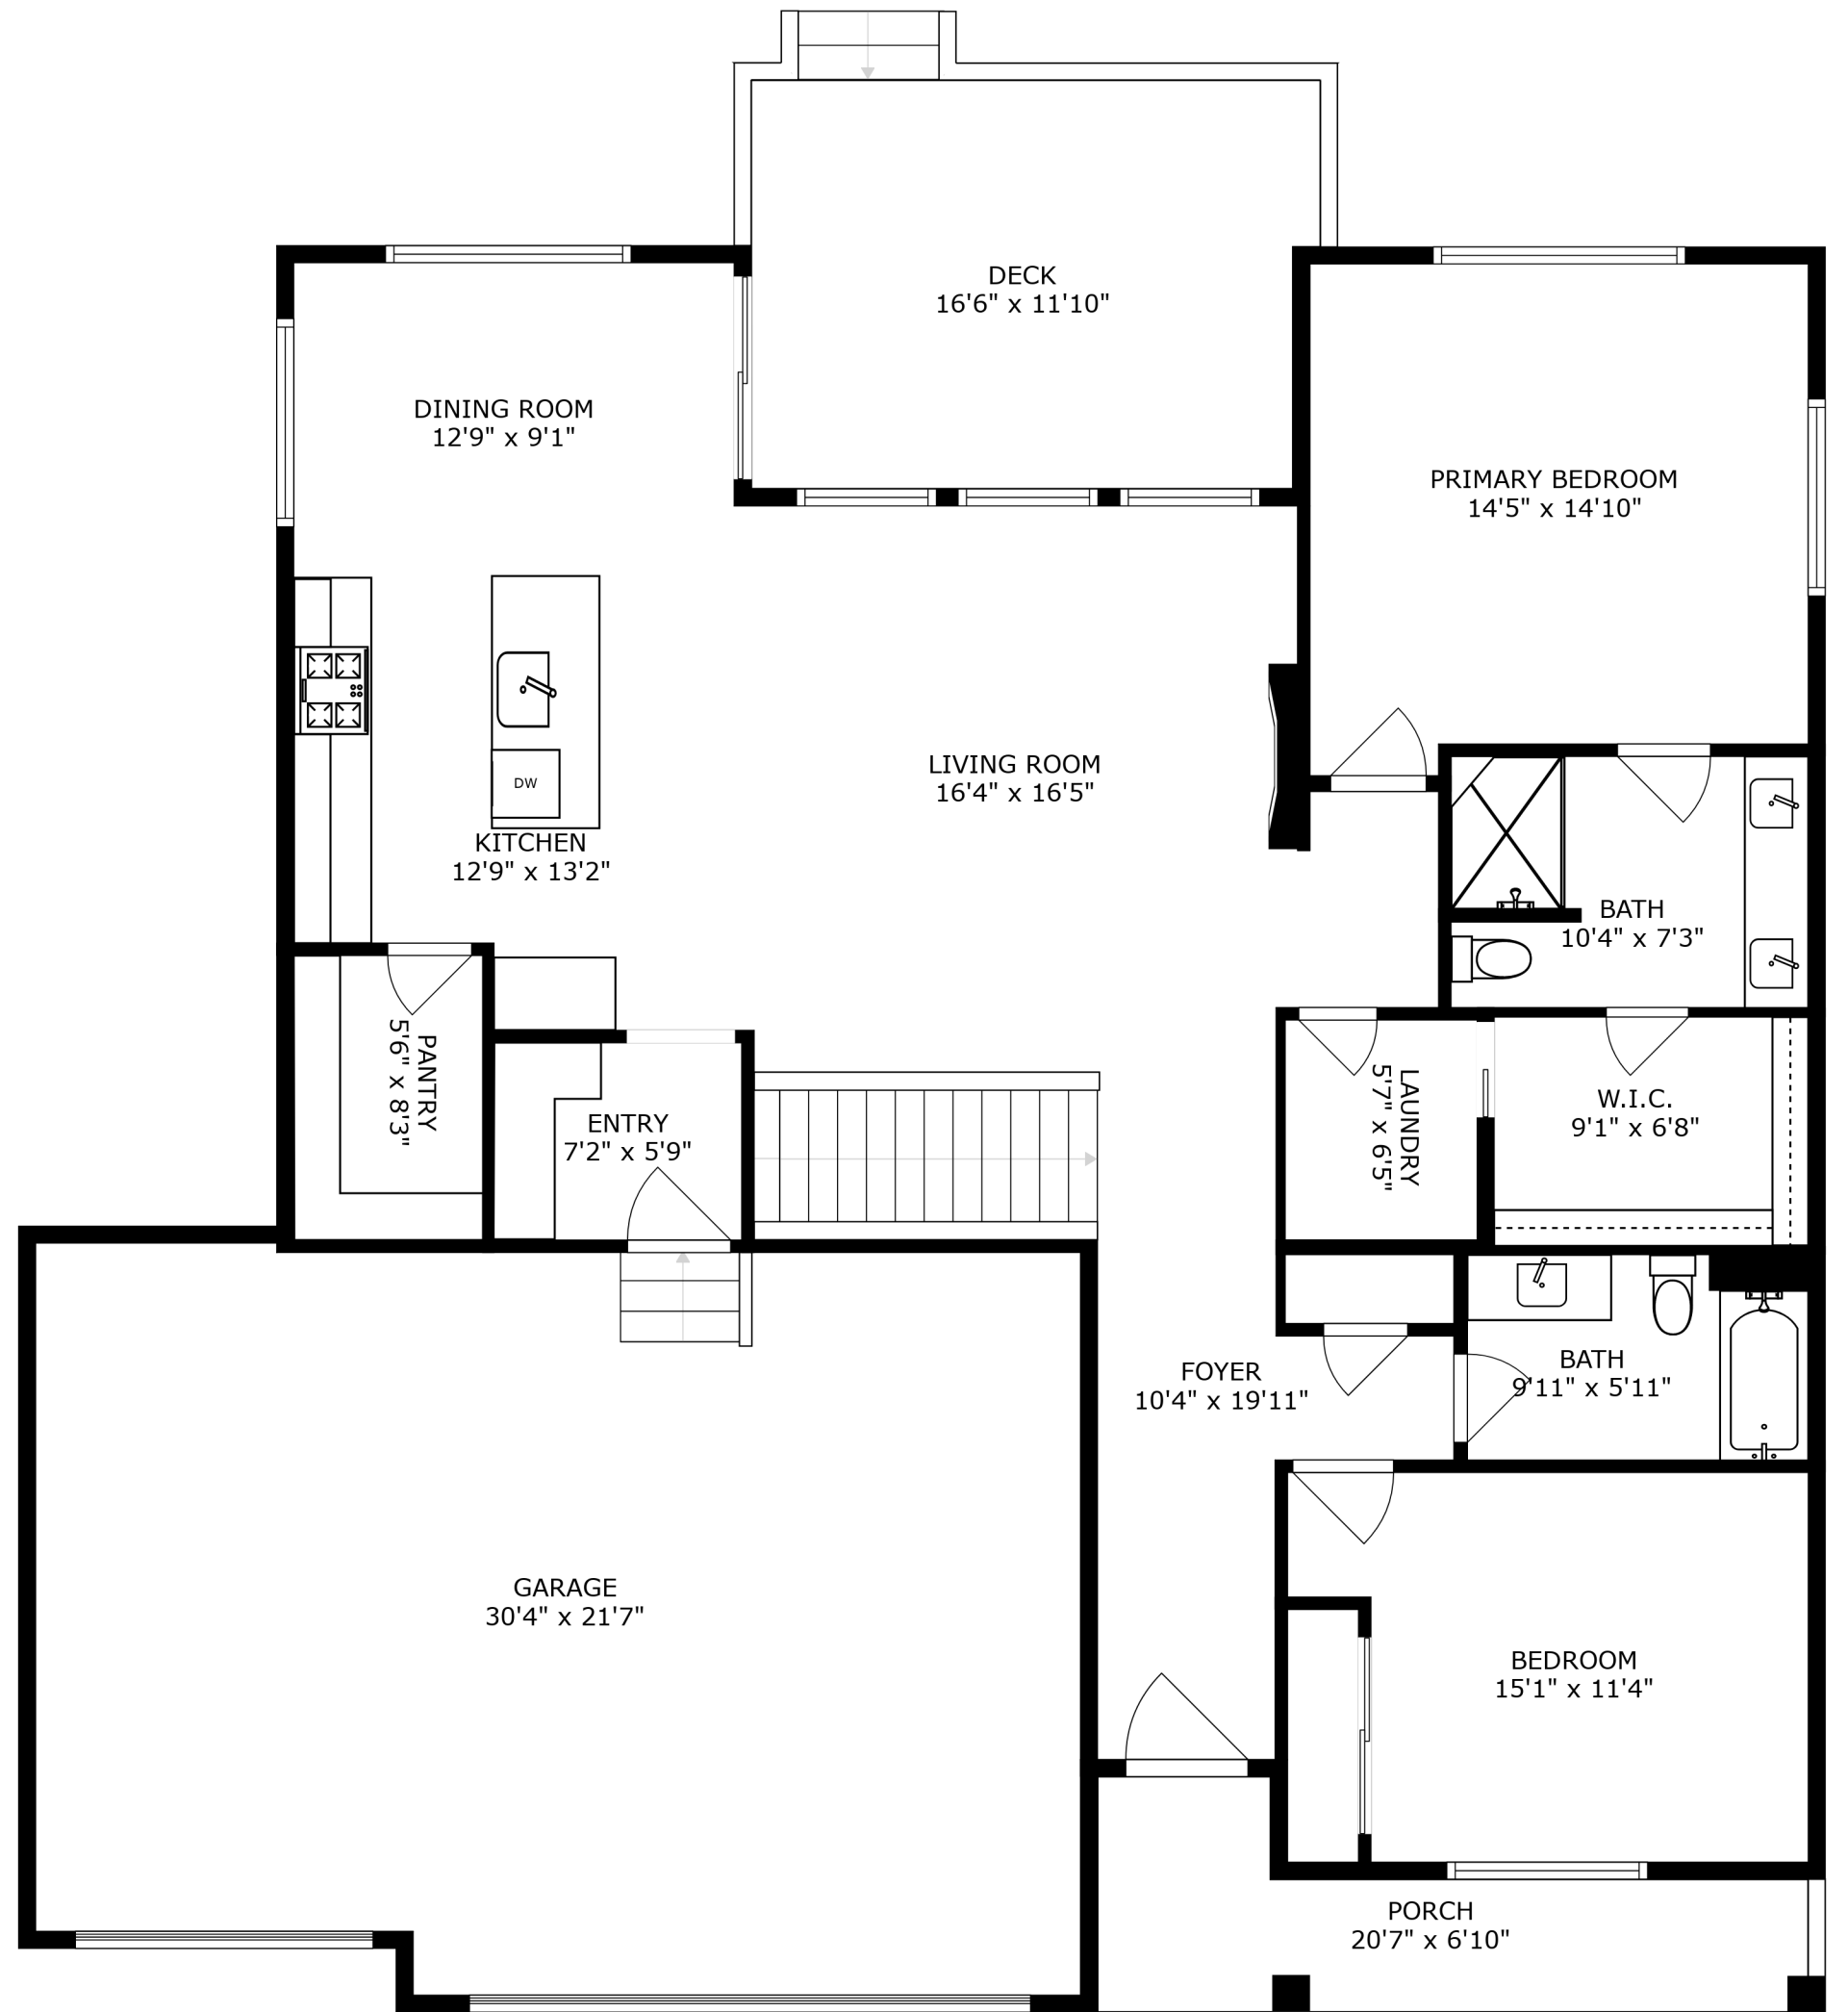 DECK
16'6" x 11'10"
DINING ROOM
12'9" x 9'1"
PRIMARY BEDROOM
14'5" x 14'10"
LIVING ROOM
16'4" x 16'5"
DW
KITCHEN
12'9" x 13'2"
BATH
10'4" x 7'3"
PANTRY
5'6" x 8'3"
ENTRY
7'2" x 5'9"
LAUNDRY
5'7" x 6'5"
W.I.C.
9'1" x 6'8"
FOYER
10'4" x 19'11"
BATH
9'11" x 5'11"
GARAGE
30'4" x 21'7"
BEDROOM
15'1" x 11'4"
PORCH
20'7" x 6'10"